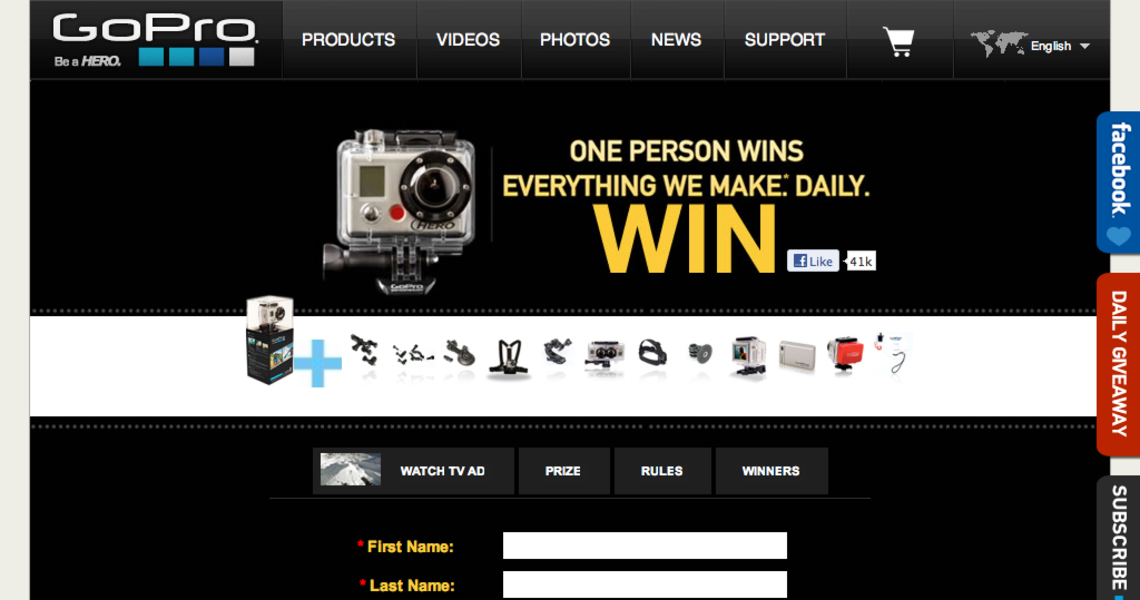 GoPro
Be a HERO.
PRODUCTS
VIDEOS
PHOTOS
NEWS
SUPPORT
English
ONE PERSON WINS
EVERYTHING WE MAKE.* DAILY.
WIN
Like
41k
HERO
GoPro
facebook
DAILY GIVEAWAY
SUBSCRIBE
WATCH TV AD
PRIZE
RULES
WINNERS
* First Name:
* Last Name: